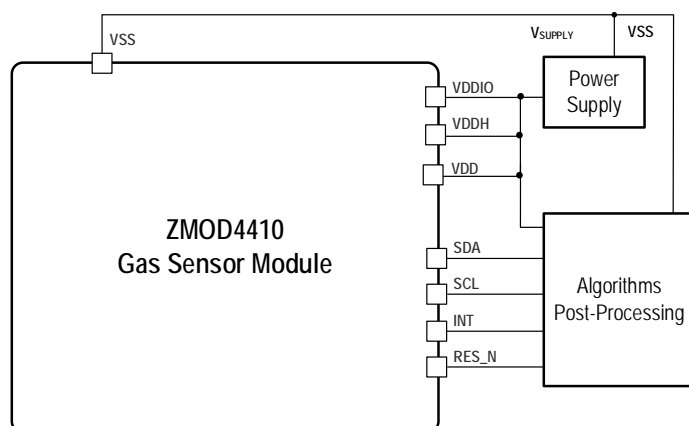 VSS
VSUPPLY
VSS
Power
Supply
VDDIO
VDDH
VDD
ZMOD4410
Gas Sensor Module
SDA
SCL
INT
RES_N
Algorithms
Post-Processing